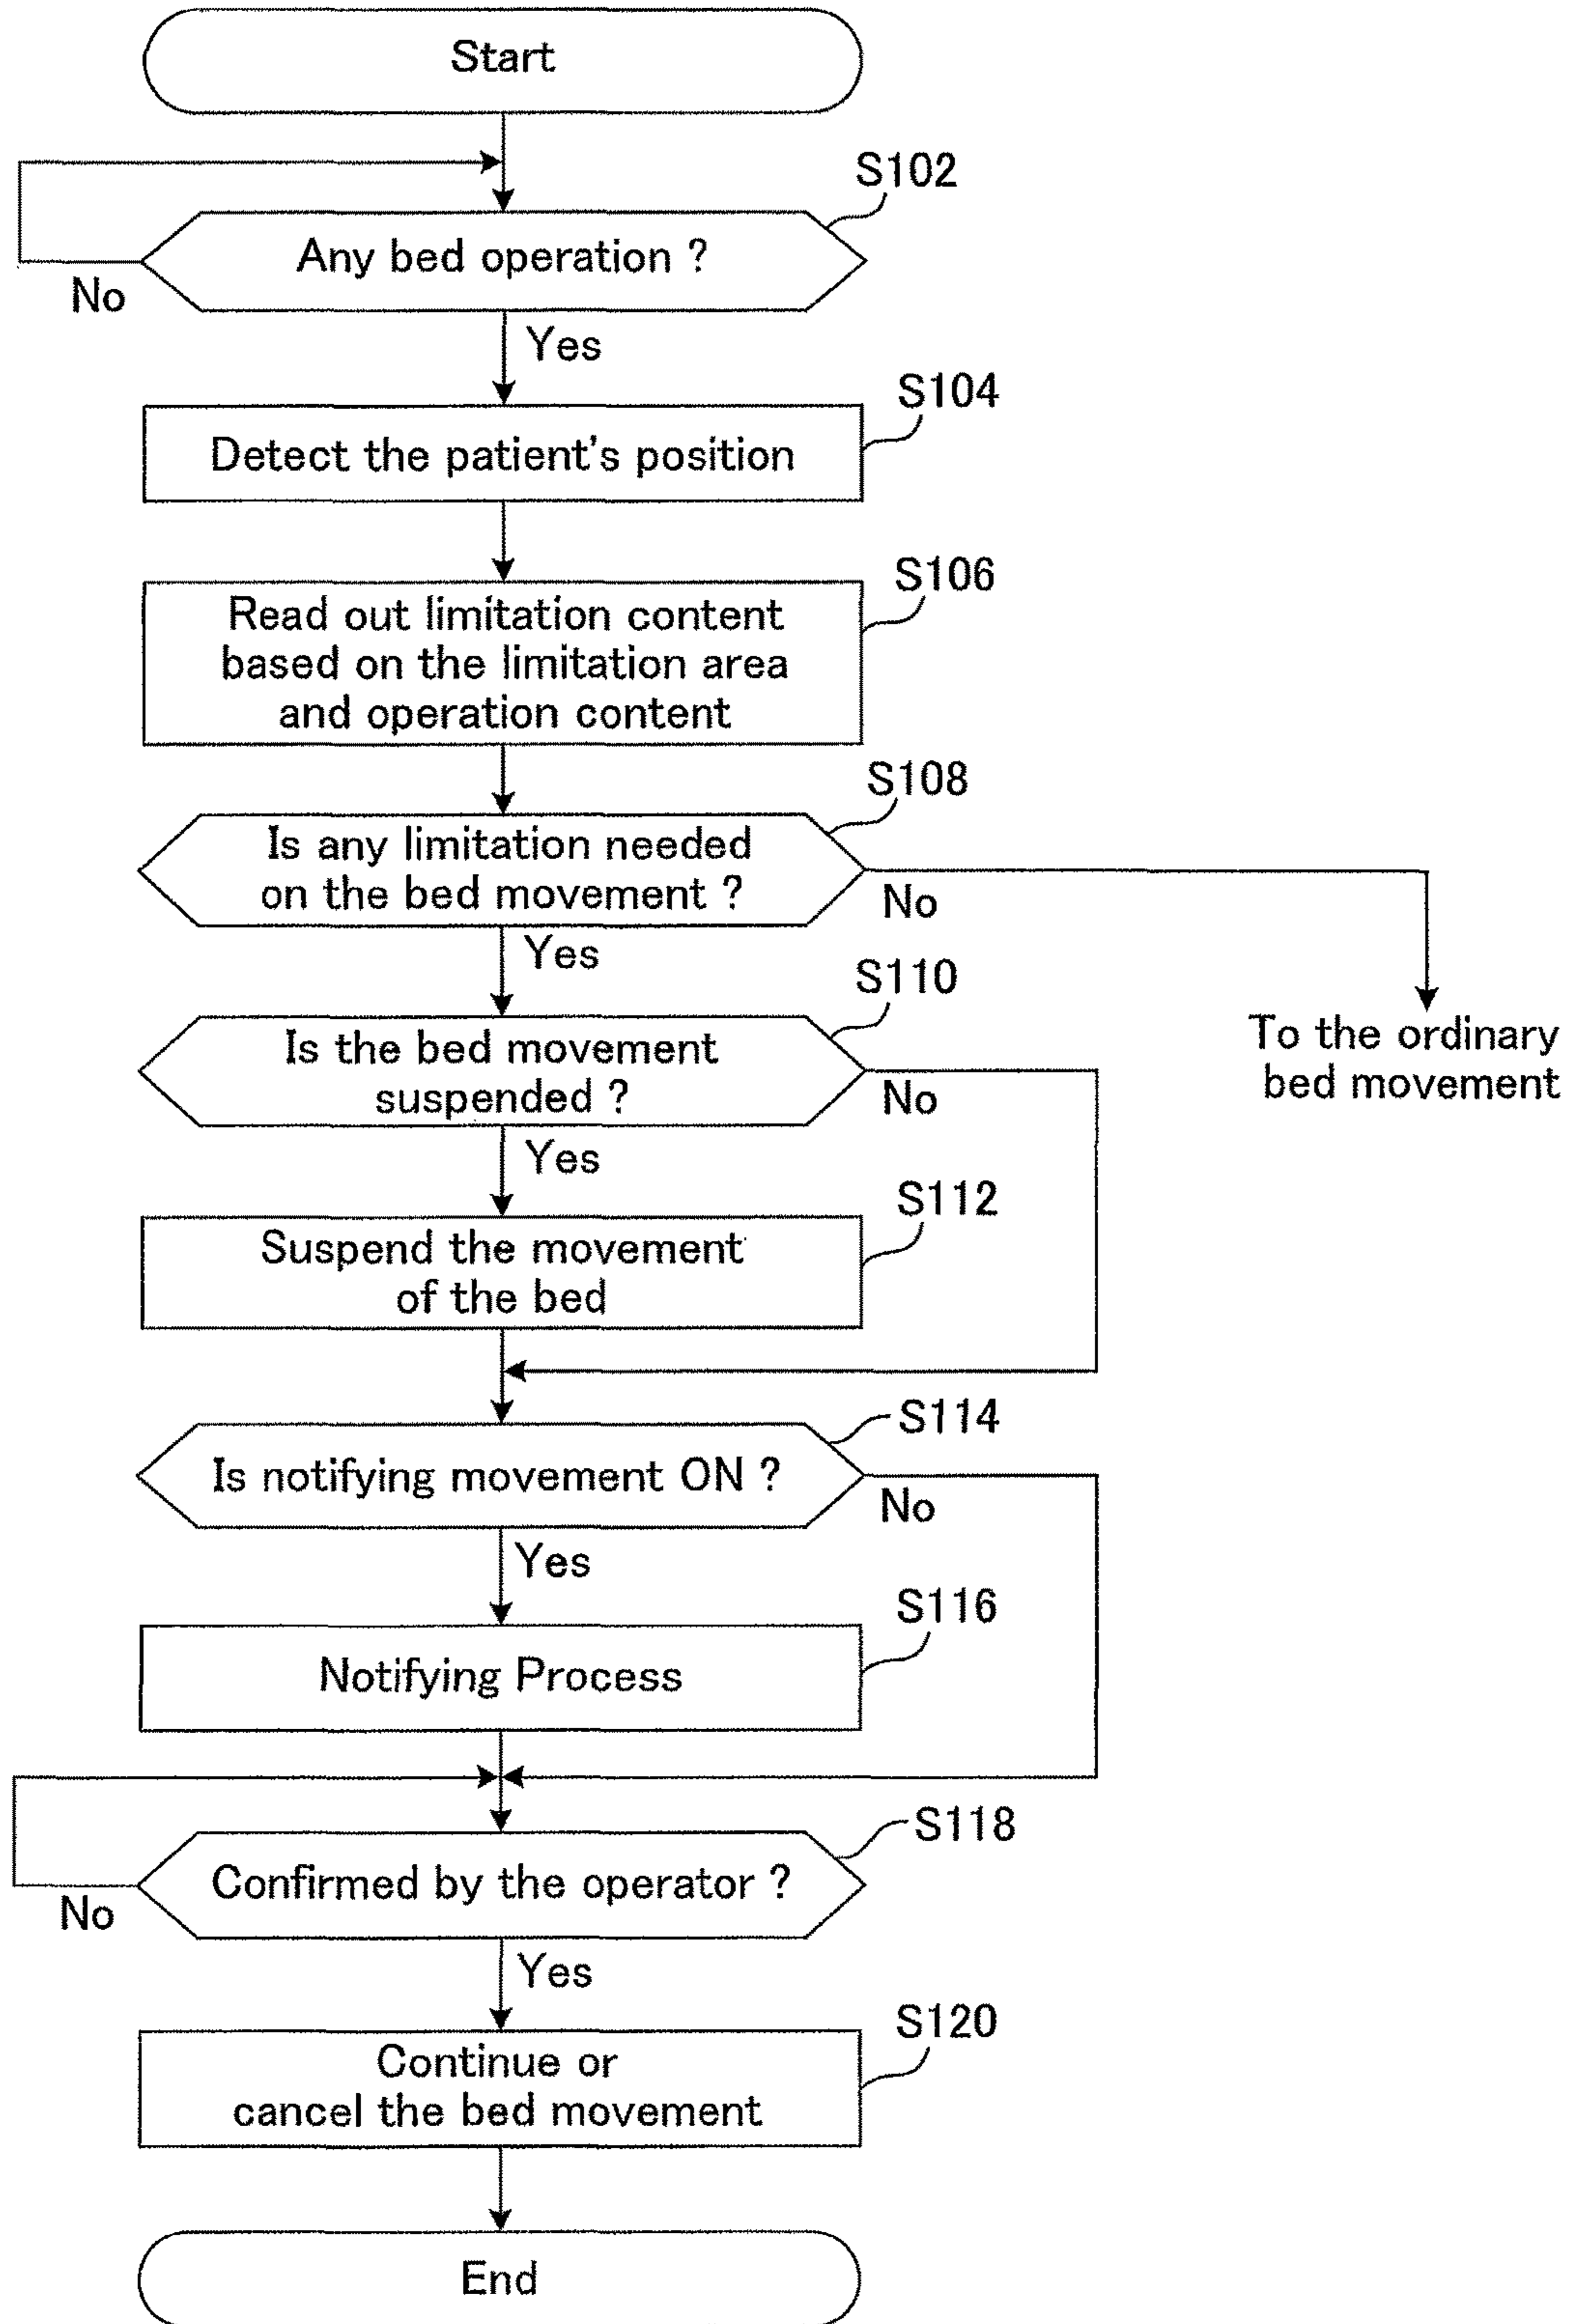 Start
S102
Any bed operation ?
No
Yes
S104
Detect the patient's position
S106
Read out limitation content
based on the limitation area
and operation content
S108
Is any limitation needed
on the bed movement ?
No
Yes
S110
Is the bed movement
suspended ?
No
To the ordinary
bed movement
Yes
S112
Suspend the movement
of the bed
S114
Is notifying movement ON ?
No
Yes
S116
Notifying Process
S118
Confirmed by the operator ?
No
Yes
S120
Continue or
cancel the bed movement
End